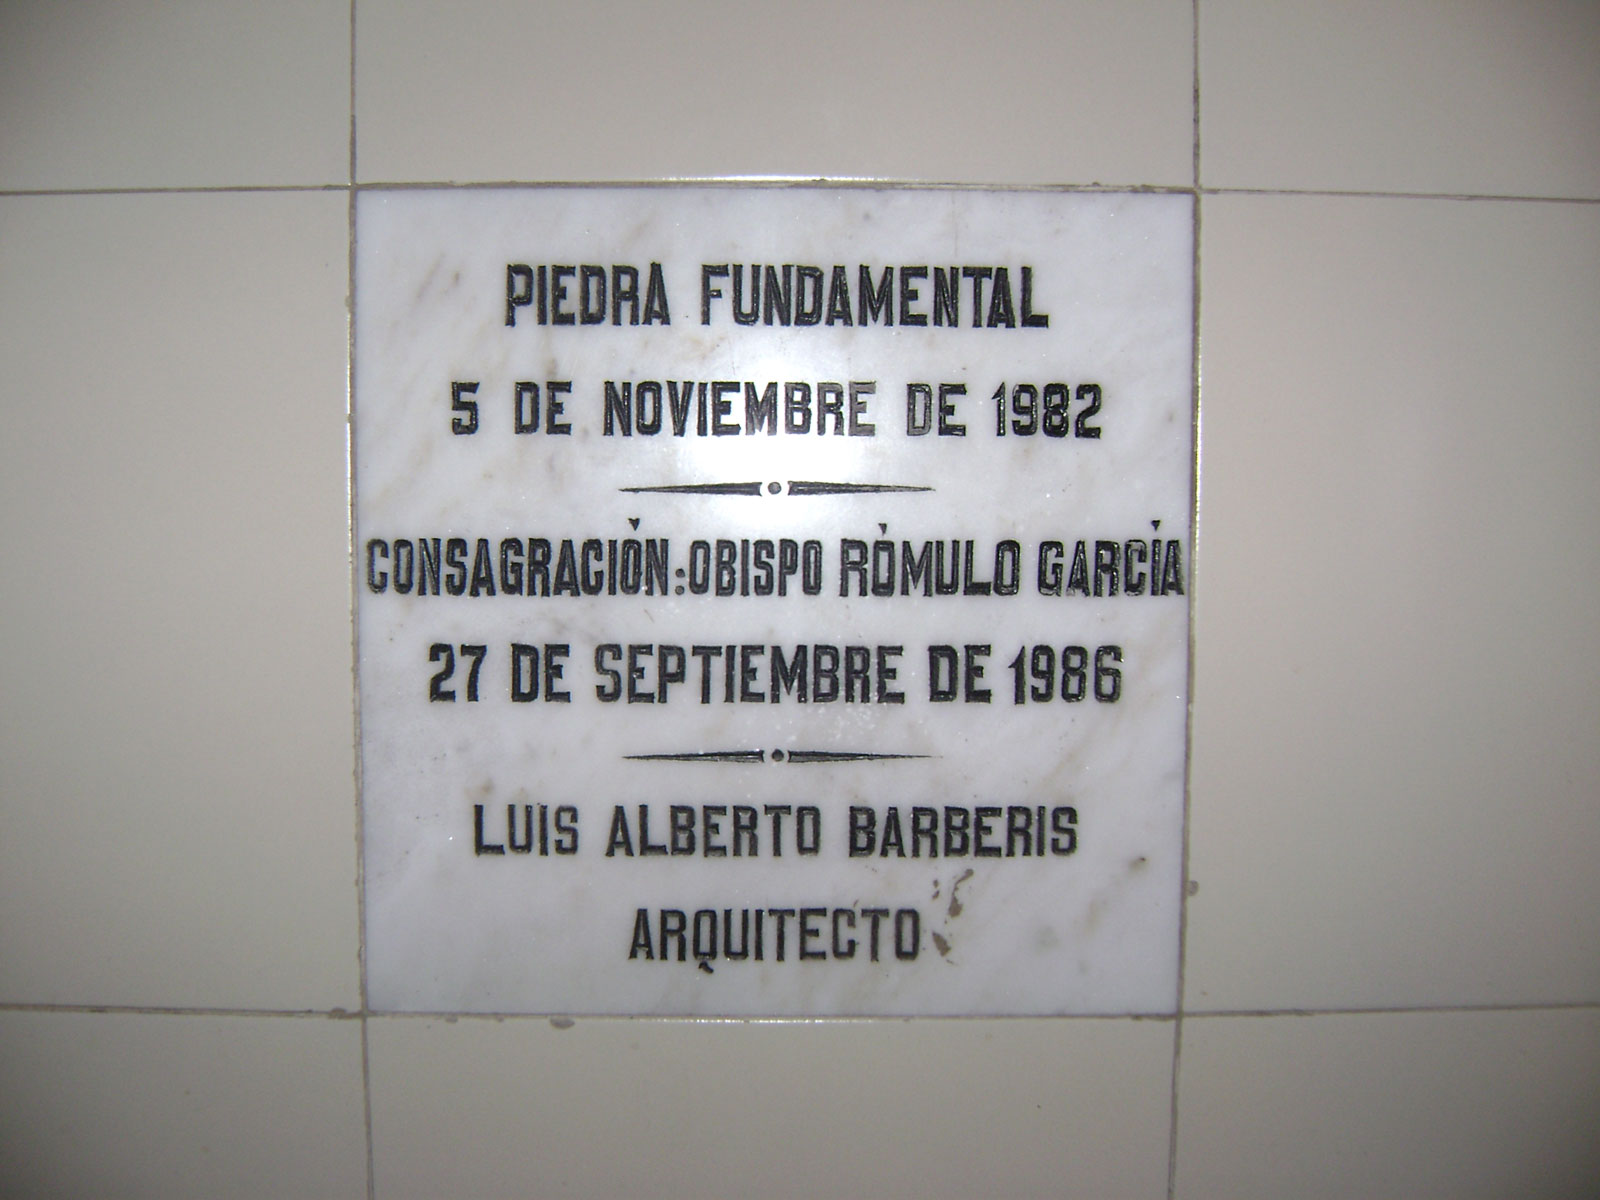 PIEDRA FUNDAMENTAL
5 DE NOVIEMBRE DE 1982
CONSAGRACIÓN: OBISPO RÓMULO GARCÍA
27 DE SEPTIEMBRE DE 1986
LUIS ALBERTO BARBERIS
ARQUITECTO